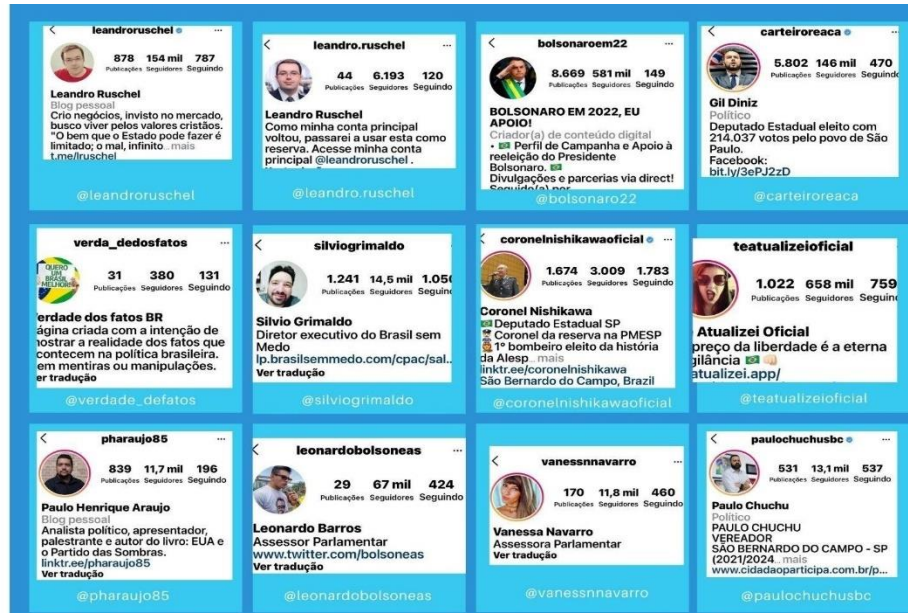 leandroruschel
878 154 mil 787
Publicações Seguidores Seguindo
Leandro Ruschel
Blog pessoal
Crio negócios, invisto no mercado,
busco viver pelos valores cristãos.
"O bem que o Estado pode fazer é
limitado; o mal, infinito... mais
t.me/lruschel
@leandroruschel
leandro.ruschel
44 6.193 120
Publicações Seguidores Seguindo
Leandro Ruschel
Como minha conta principal
voltou, passarei a usar esta como
reserva. Acesse minha conta
principal @leandroruschel .
@leandro.ruschel
bolsonaroem22
8.669 581 mil 149
Publicações Seguidores Seguindo
BOLSONARO EM 2022, EU
APOIO!
Criador(a) de conteúdo digital
• 🇧🇷 Perfil de Campanha e Apoio à
reeleição do Presidente
Bolsonaro. 🇧🇷
Divulgações e parcerias via direct!
Seguido(a) por
@bolsonaro22
carteiroreaca
5.802 146 mil 470
Publicações Seguidores Seguindo
Gil Diniz
Político
Deputado Estadual eleito com
214.037 votos pelo povo de São
Paulo.
Facebook:
bit.ly/3ePJ2zD
@carteiroreaca
verda_dedosfatos
QUERO
UM
BRASIL
MELHOR!
31 380 131
Publicações Seguidores Seguindo
erdade dos fatos BR
ágina criada com a intenção de
ostrar a realidade dos fatos que
contecem na política brasileira.
em mentiras ou manipulações.
er tradução
@verdade_defatos
silviogrimaldo
1.241 14,5 mil 1.050
Publicações Seguidores Seguin
Silvio Grimaldo
Diretor executivo do Brasil sem
Medo
lp.brasilsemmedo.com/cpac/sal...
Ver tradução
@silviogrimaldo
coronelnishikawaoficial
1.674 3.009 1.783
Publicações Seguidores Seguindo
Coronel Nishikawa
🇧🇷 Deputado Estadual SP
Coronel da reserva na PMESP
1º bombeiro eleito da história
da Alesp... mais
linktr.ee/coronelnishikawa
São Bernardo do Campo, Brazil
@coronelnishikawaoficial
teatualizeioficial
1.022 658 mil 759
Publicações Seguidores Seguin
Atualizei Oficial
preço da liberdade é a eterna
gilância 🇧🇷 👊🏻
atualizei.app/
@teatualizeioficial
pharaujo85
839 11,7 mil 196
Publicações Seguidores Seguindo
Paulo Henrique Araujo
Blog pessoal
Analista político, apresentador,
palestrante e autor do livro: EUA e
o Partido das Sombras.
linktr.ee/pharaujo85
Ver tradução
@pharaujo85
leonardobolsoneas
29 67 mil 424
Publicações Seguidores Seguindo
Leonardo Barros
Assessor Parlamentar
www.twitter.com/bolsoneas
Ver tradução
@leonardobolsoneas
vanessnnavarro
170 11,8 mil 460
Publicações Seguidores Seguindo
Vanessa Navarro
Assessora Parlamentar
Ver tradução
@vanessnnavarro
paulochuchusbc
531 13,1 mil 537
Publicações Seguidores Seguindo
Paulo Chuchu
Político
PAULO CHUCHU
VEREADOR
SÃO BERNARDO DO CAMPO - SP
(2021/2024... mais
www.cidadaoparticipa.com.br/p...
@paulochuchusbc